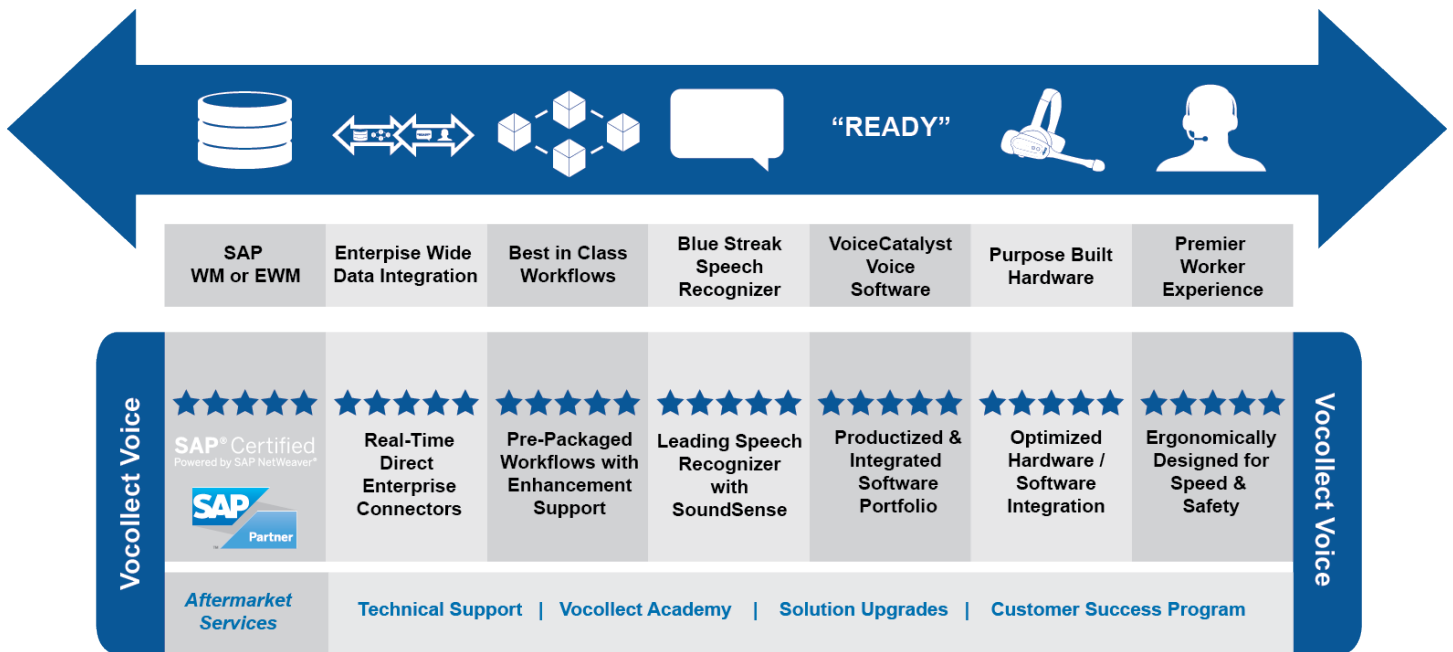 “READY”
SAP
WM or EWM
Enterpise Wide
Data Integration
Best in Class
Workflows
Blue Streak
Speech
Recognizer
VoiceCatalyst
Voice
Software
Purpose Built
Hardware
Premier
Worker
Experience
Vocollect Voice
SAP® Certified
Powered by SAP NetWeaver®
SAP
Partner
Real-Time
Direct
Enterprise
Connectors
Pre-Packaged
Workflows with
Enhancement
Support
Leading Speech
Recognizer
with
SoundSense
Productized &
Integrated
Software
Portfolio
Optimized
Hardware /
Software
Integration
Ergonomically
Designed for
Speed &
Safety
Vocollect Voice
Aftermarket
Services
Technical Support | Vocollect Academy | Solution Upgrades | Customer Success Program